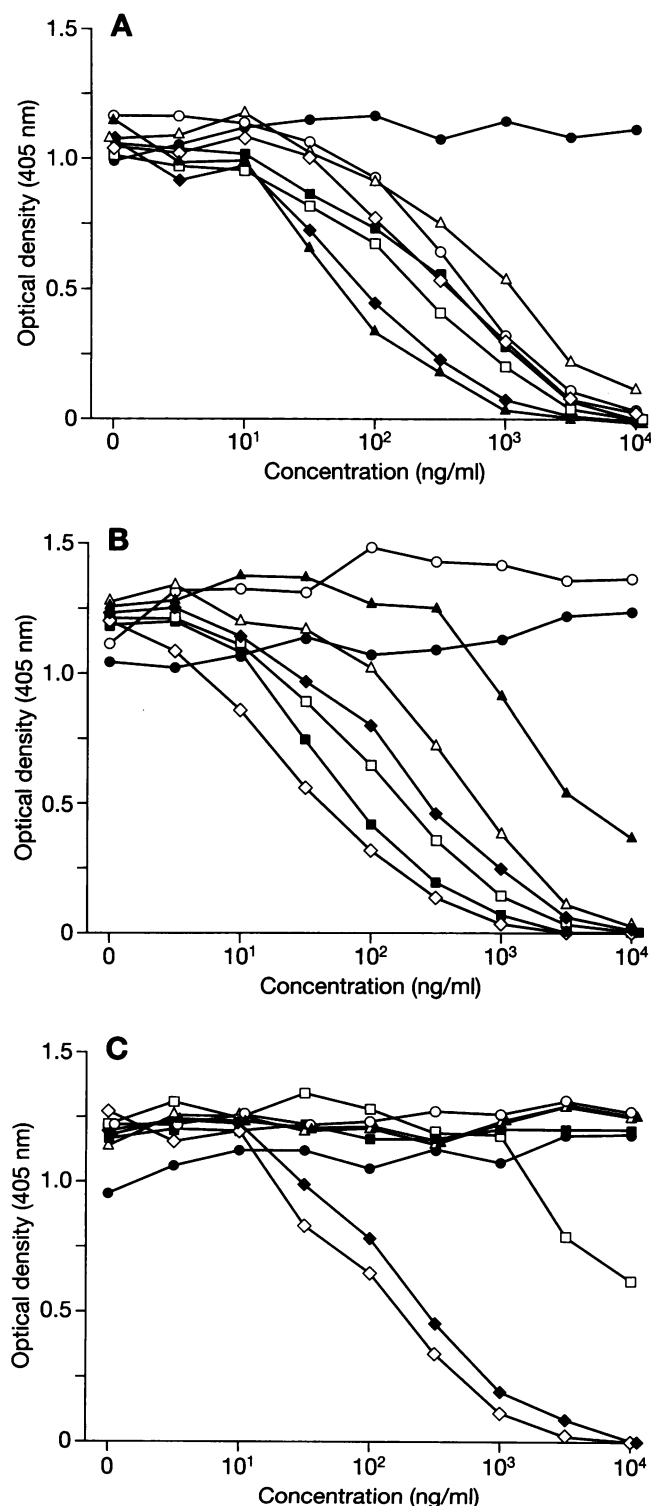 A
1.5
1.0
0.5
0
Optical density (405 nm)
0 10¹ 10² 10³ 10⁴
Concentration (ng/ml)
B
1.5
1.0
0.5
0
Optical density (405 nm)
0 10¹ 10² 10³ 10⁴
Concentration (ng/ml)
C
1.5
1.0
0.5
0
Optical density (405 nm)
0 10¹ 10² 10³ 10⁴
Concentration (ng/ml)